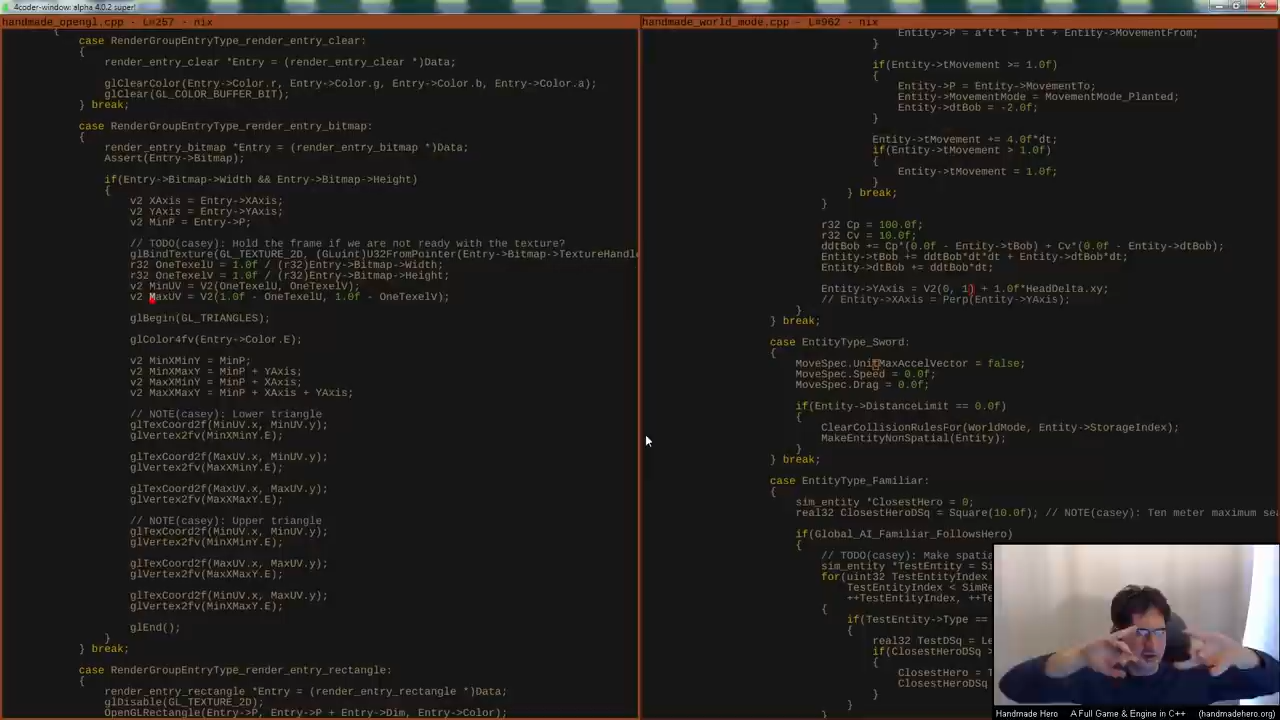 4coder-window: alpha 4.0.2 super!
handmade_opengl.cpp - L#257 - nix
case RenderGroupEntryType_render_entry_clear:
{
render_entry_clear *Entry = (render_entry_clear *)Data;
glClearColor(Entry->Color.r, Entry->Color.g, Entry->Color.b, Entry->Color.a);
glClear(GL_COLOR_BUFFER_BIT);
} break;
case RenderGroupEntryType_render_entry_bitmap:
{
render_entry_bitmap *Entry = (render_entry_bitmap *)Data;
Assert(Entry->Bitmap);
if(Entry->Bitmap->Width && Entry->Bitmap->Height)
{
v2 XAxis = Entry->XAxis;
v2 YAxis = Entry->YAxis;
v2 MinP = Entry->P;
// TODO(casey): Hold the frame if we are not ready with the texture?
glBindTexture(GL_TEXTURE_2D, (GLuint)U32FromPointer(Entry->Bitmap->TextureHandle
r32 OneTexelU = 1.0f / (r32)Entry->Bitmap->Width;
r32 OneTexelV = 1.0f / (r32)Entry->Bitmap->Height;
v2 MinUV = V2(OneTexelU, OneTexelV);
v2 MaxUV = V2(1.0f - OneTexelU, 1.0f - OneTexelV);
glBegin(GL_TRIANGLES);
glColor4fv(Entry->Color.E);
v2 MinXMinY = MinP;
v2 MinXMaxY = MinP + YAxis;
v2 MaxXMinY = MinP + XAxis;
v2 MaxXMaxY = MinP + XAxis + YAxis;
// NOTE(casey): Lower triangle
glTexCoord2f(MinUV.x, MinUV.y);
glVertex2fv(MinXMinY.E);
glTexCoord2f(MaxUV.x, MinUV.y);
glVertex2fv(MaxXMinY.E);
glTexCoord2f(MaxUV.x, MaxUV.y);
glVertex2fv(MaxXMaxY.E);
// NOTE(casey): Upper triangle
glTexCoord2f(MinUV.x, MinUV.y);
glVertex2fv(MinXMinY.E);
glTexCoord2f(MaxUV.x, MaxUV.y);
glVertex2fv(MaxXMaxY.E);
glTexCoord2f(MinUV.x, MaxUV.y);
glVertex2fv(MinXMaxY.E);
glEnd();
}
} break;
case RenderGroupEntryType_render_entry_rectangle:
{
render_entry_rectangle *Entry = (render_entry_rectangle *)Data;
glDisable(GL_TEXTURE_2D);
OpenGLRectangle(Entry->P, Entry->P + Entry->Dim, Entry->Color);
handmade_world_mode.cpp - L#962 - nix
Entity->P = a*t*t + b*t + Entity->MovementFrom;
}
if(Entity->tMovement >= 1.0f)
{
Entity->P = Entity->MovementTo;
Entity->MovementMode = MovementMode_Planted;
Entity->dtBob = -2.0f;
}
Entity->tMovement += 4.0f*dt;
if(Entity->tMovement > 1.0f)
{
Entity->tMovement = 1.0f;
}
} break;
}
r32 Cp = 100.0f;
r32 Cv = 10.0f;
ddtBob += Cp*(0.0f - Entity->tBob) + Cv*(0.0f - Entity->dtBob);
Entity->tBob += ddtBob*dt*dt + Entity->dtBob*dt;
Entity->dtBob += ddtBob*dt;
Entity->YAxis = V2(0, 1) + 1.0f*HeadDelta.xy;
// Entity->XAxis = Perp(Entity->YAxis);
}
} break;
case EntityType_Sword:
{
MoveSpec.UnitMaxAccelVector = false;
MoveSpec.Speed = 0.0f;
MoveSpec.Drag = 0.0f;
if(Entity->DistanceLimit == 0.0f)
{
ClearCollisionRulesFor(WorldMode, Entity->StorageIndex);
MakeEntityNonSpatial(Entity);
}
} break;
case EntityType_Familiar:
{
sim_entity *ClosestHero = 0;
real32 ClosestHeroDSq = Square(10.0f); // NOTE(casey): Ten meter maximum sea
if(Global_AI_Familiar_FollowsHero)
{
// TODO(casey): Make spatia
sim_entity *TestEntity = Si
for(uint32 TestEntityIndex
TestEntityIndex < SimRe
++TestEntityIndex, ++Te
{
if(TestEntity->Type ==
{
real32 TestDSq = Le
if(ClosestHeroDSq >
{
ClosestHero = T
ClosestHeroDSq
}
Handmade Hero A Full Game & Engine in C++ (handmadehero.org)